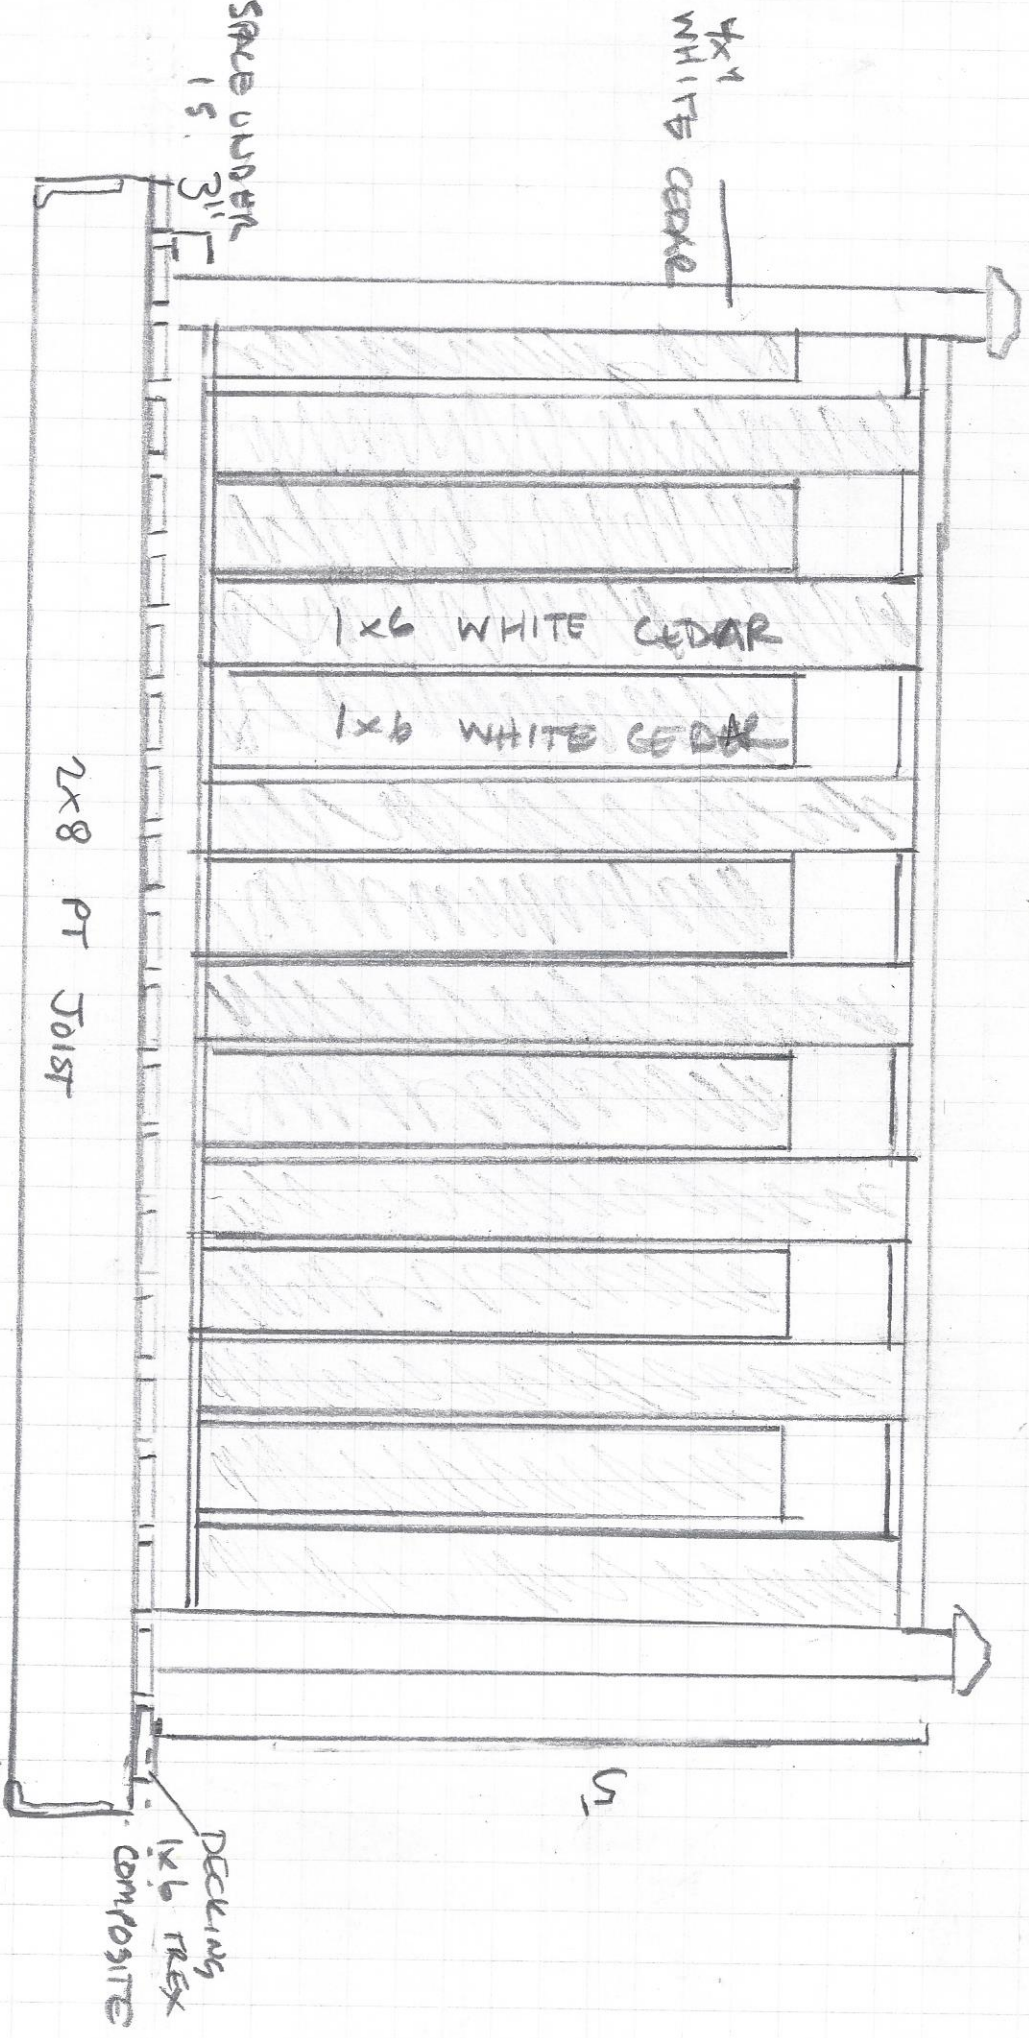 4x4
WHITE CEDAR
SPACE UNDER
IS 3"
1x6 WHITE CEDAR
1x6 WHITE CEDAR
5'
2x8 PT JOIST
DECKING
1x6 TREX
COMPOSITE